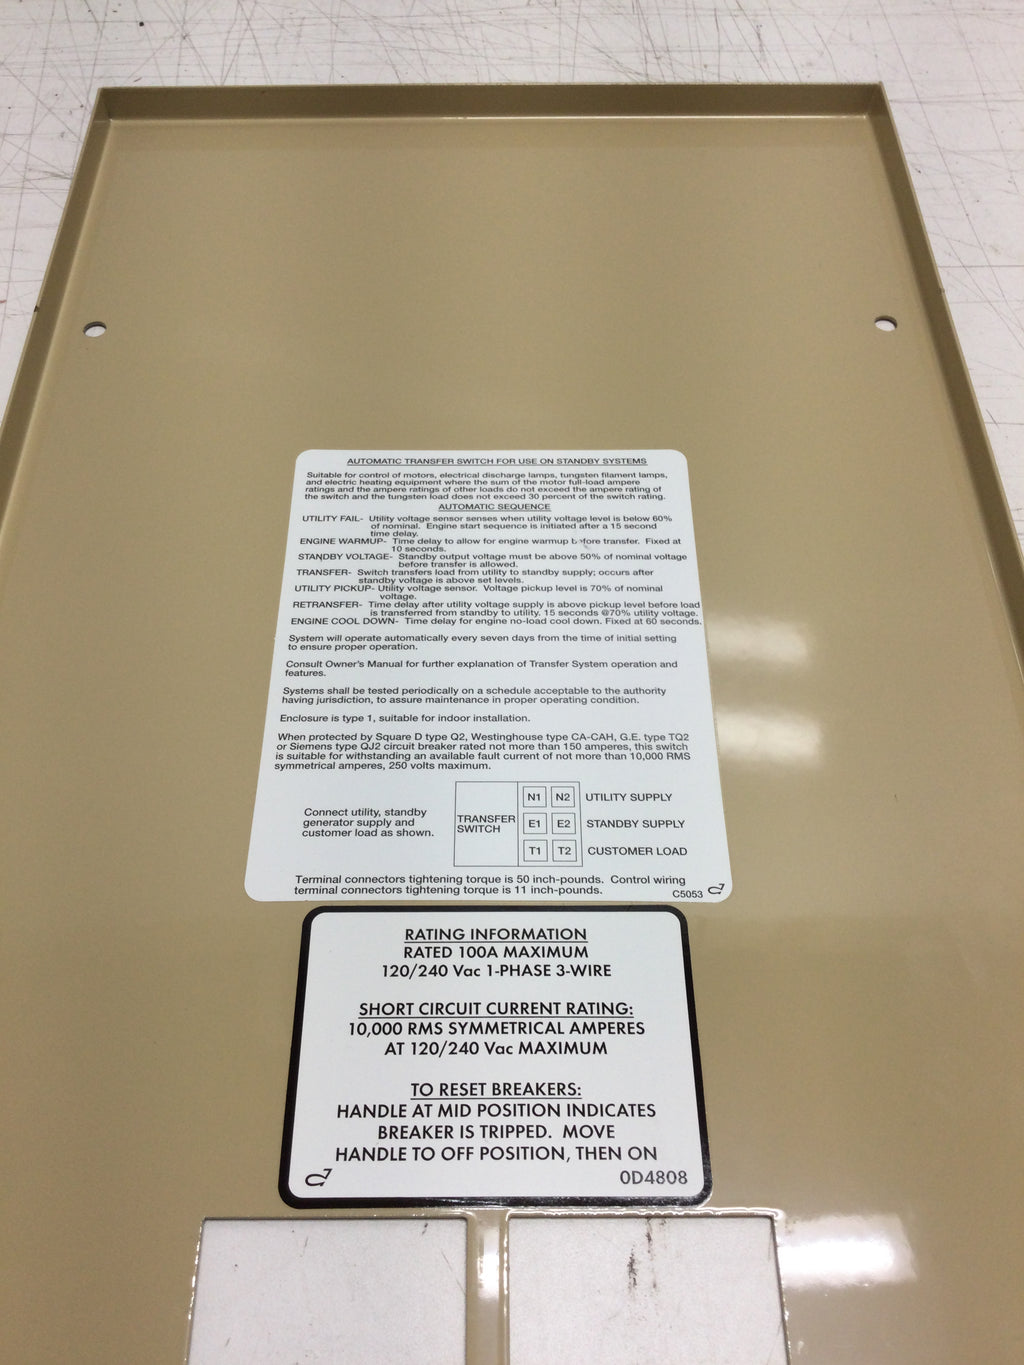 AUTOMATIC TRANSFER SWITCH FOR USE ON STANDBY SYSTEMS
Suitable for control of motors, electrical discharge lamps, tungsten filament lamps,
and electric heating equipment where the sum of the motor full-load ampere
ratings and the ampere ratings of other loads do not exceed the ampere rating of
the switch and the tungsten load does not exceed 30 percent of the switch rating.
AUTOMATIC SEQUENCE
UTILITY FAIL- Utility voltage sensor senses when utility voltage level is below 60%
of nominal. Engine start sequence is initiated after a 15 second
time delay.
ENGINE WARMUP- Time delay to allow for engine warmup before transfer. Fixed at
10 seconds.
STANDBY VOLTAGE- Standby output voltage must be above 50% of nominal voltage
before transfer is allowed.
TRANSFER- Switch transfers load from utility to standby supply; occurs after
standby voltage is above set levels.
UTILITY PICKUP- Utility voltage sensor. Voltage pickup level is 70% of nominal
voltage.
RETRANSFER- Time delay after utility voltage supply is above pickup level before load
is transferred from standby to utility. 15 seconds @70% utility voltage.
ENGINE COOL DOWN- Time delay for engine no-load cool down. Fixed at 60 seconds.
System will operate automatically every seven days from the time of initial setting
to ensure proper operation.
Consult Owner's Manual for further explanation of Transfer System operation and
features.
Systems shall be tested periodically on a schedule acceptable to the authority
having jurisdiction, to assure maintenance in proper operating condition.
Enclosure is type 1, suitable for indoor installation.
When protected by Square D type Q2, Westinghouse type CA-CAH, G.E. type TQ2
or Siemens type QJ2 circuit breaker rated not more than 150 amperes, this switch
is suitable for withstanding an available fault current of not more than 10,000 RMS
symmetrical amperes, 250 volts maximum.
Connect utility, standby
generator supply and
customer load as shown.
TRANSFER
SWITCH
N1 N2 UTILITY SUPPLY
E1 E2 STANDBY SUPPLY
T1 T2 CUSTOMER LOAD
Terminal connectors tightening torque is 50 inch-pounds. Control wiring
terminal connectors tightening torque is 11 inch-pounds.
C5053
RATING INFORMATION
RATED 100A MAXIMUM
120/240 Vac 1-PHASE 3-WIRE
SHORT CIRCUIT CURRENT RATING:
10,000 RMS SYMMETRICAL AMPERES
AT 120/240 Vac MAXIMUM
TO RESET BREAKERS:
HANDLE AT MID POSITION INDICATES
BREAKER IS TRIPPED. MOVE
HANDLE TO OFF POSITION, THEN ON
0D4808